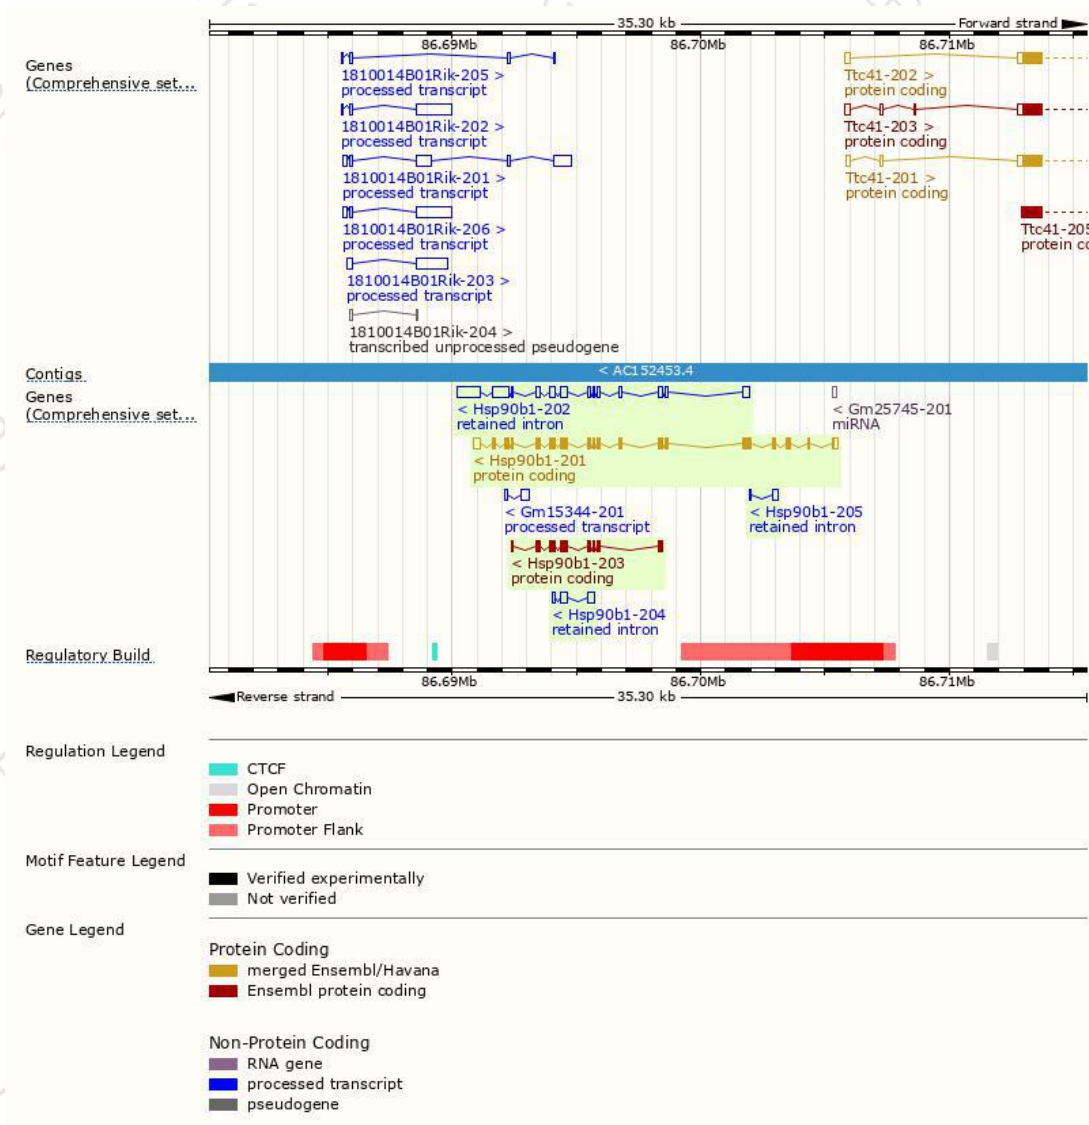 35.30 kb Forward strand
86.69Mb 86.70Mb 86.71Mb
Genes
(Comprehensive set...
1810014B01Rik-205 >
processed transcript
Ttc41-202 >
protein coding
1810014B01Rik-202 >
processed transcript
Ttc41-203 >
protein coding
1810014B01Rik-201 >
processed transcript
Ttc41-201 >
protein coding
1810014B01Rik-206 >
processed transcript
Ttc41-205
protein co
1810014B01Rik-203 >
processed transcript
1810014B01Rik-204 >
transcribed unprocessed pseudogene
Contigs
< AC152453.4
Genes
(Comprehensive set...
< Hsp90b1-202
retained intron
< Gm25745-201
miRNA
< Hsp90b1-201
protein coding
< Gm15344-201
processed transcript
< Hsp90b1-205
retained intron
< Hsp90b1-203
protein coding
< Hsp90b1-204
retained intron
Regulatory Build
86.69Mb 86.70Mb 86.71Mb
Reverse strand 35.30 kb
Regulation Legend
CTCF
Open Chromatin
Promoter
Promoter Flank
Motif Feature Legend
Verified experimentally
Not verified
Gene Legend
Protein Coding
merged Ensembl/Havana
Ensembl protein coding
Non-Protein Coding
RNA gene
processed transcript
pseudogene